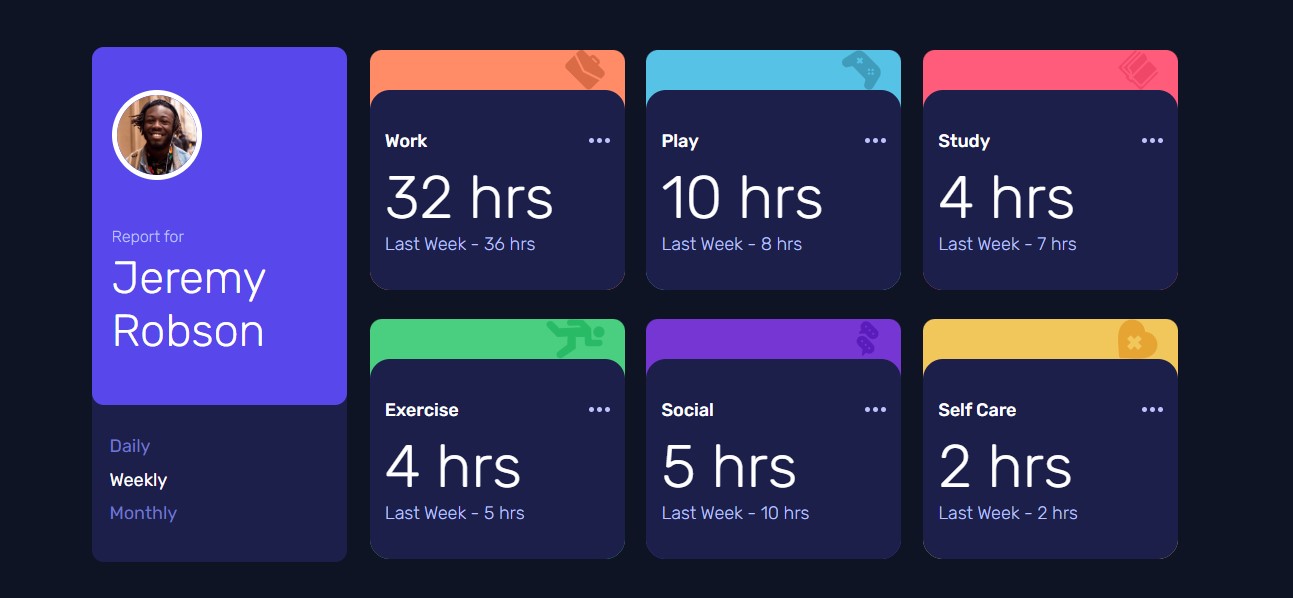 Report for
Jeremy
Robson
Daily
Weekly
Monthly
Work
32 hrs
Last Week - 36 hrs
Play
10 hrs
Last Week - 8 hrs
Study
4 hrs
Last Week - 7 hrs
Exercise
4 hrs
Last Week - 5 hrs
Social
5 hrs
Last Week - 10 hrs
Self Care
2 hrs
Last Week - 2 hrs